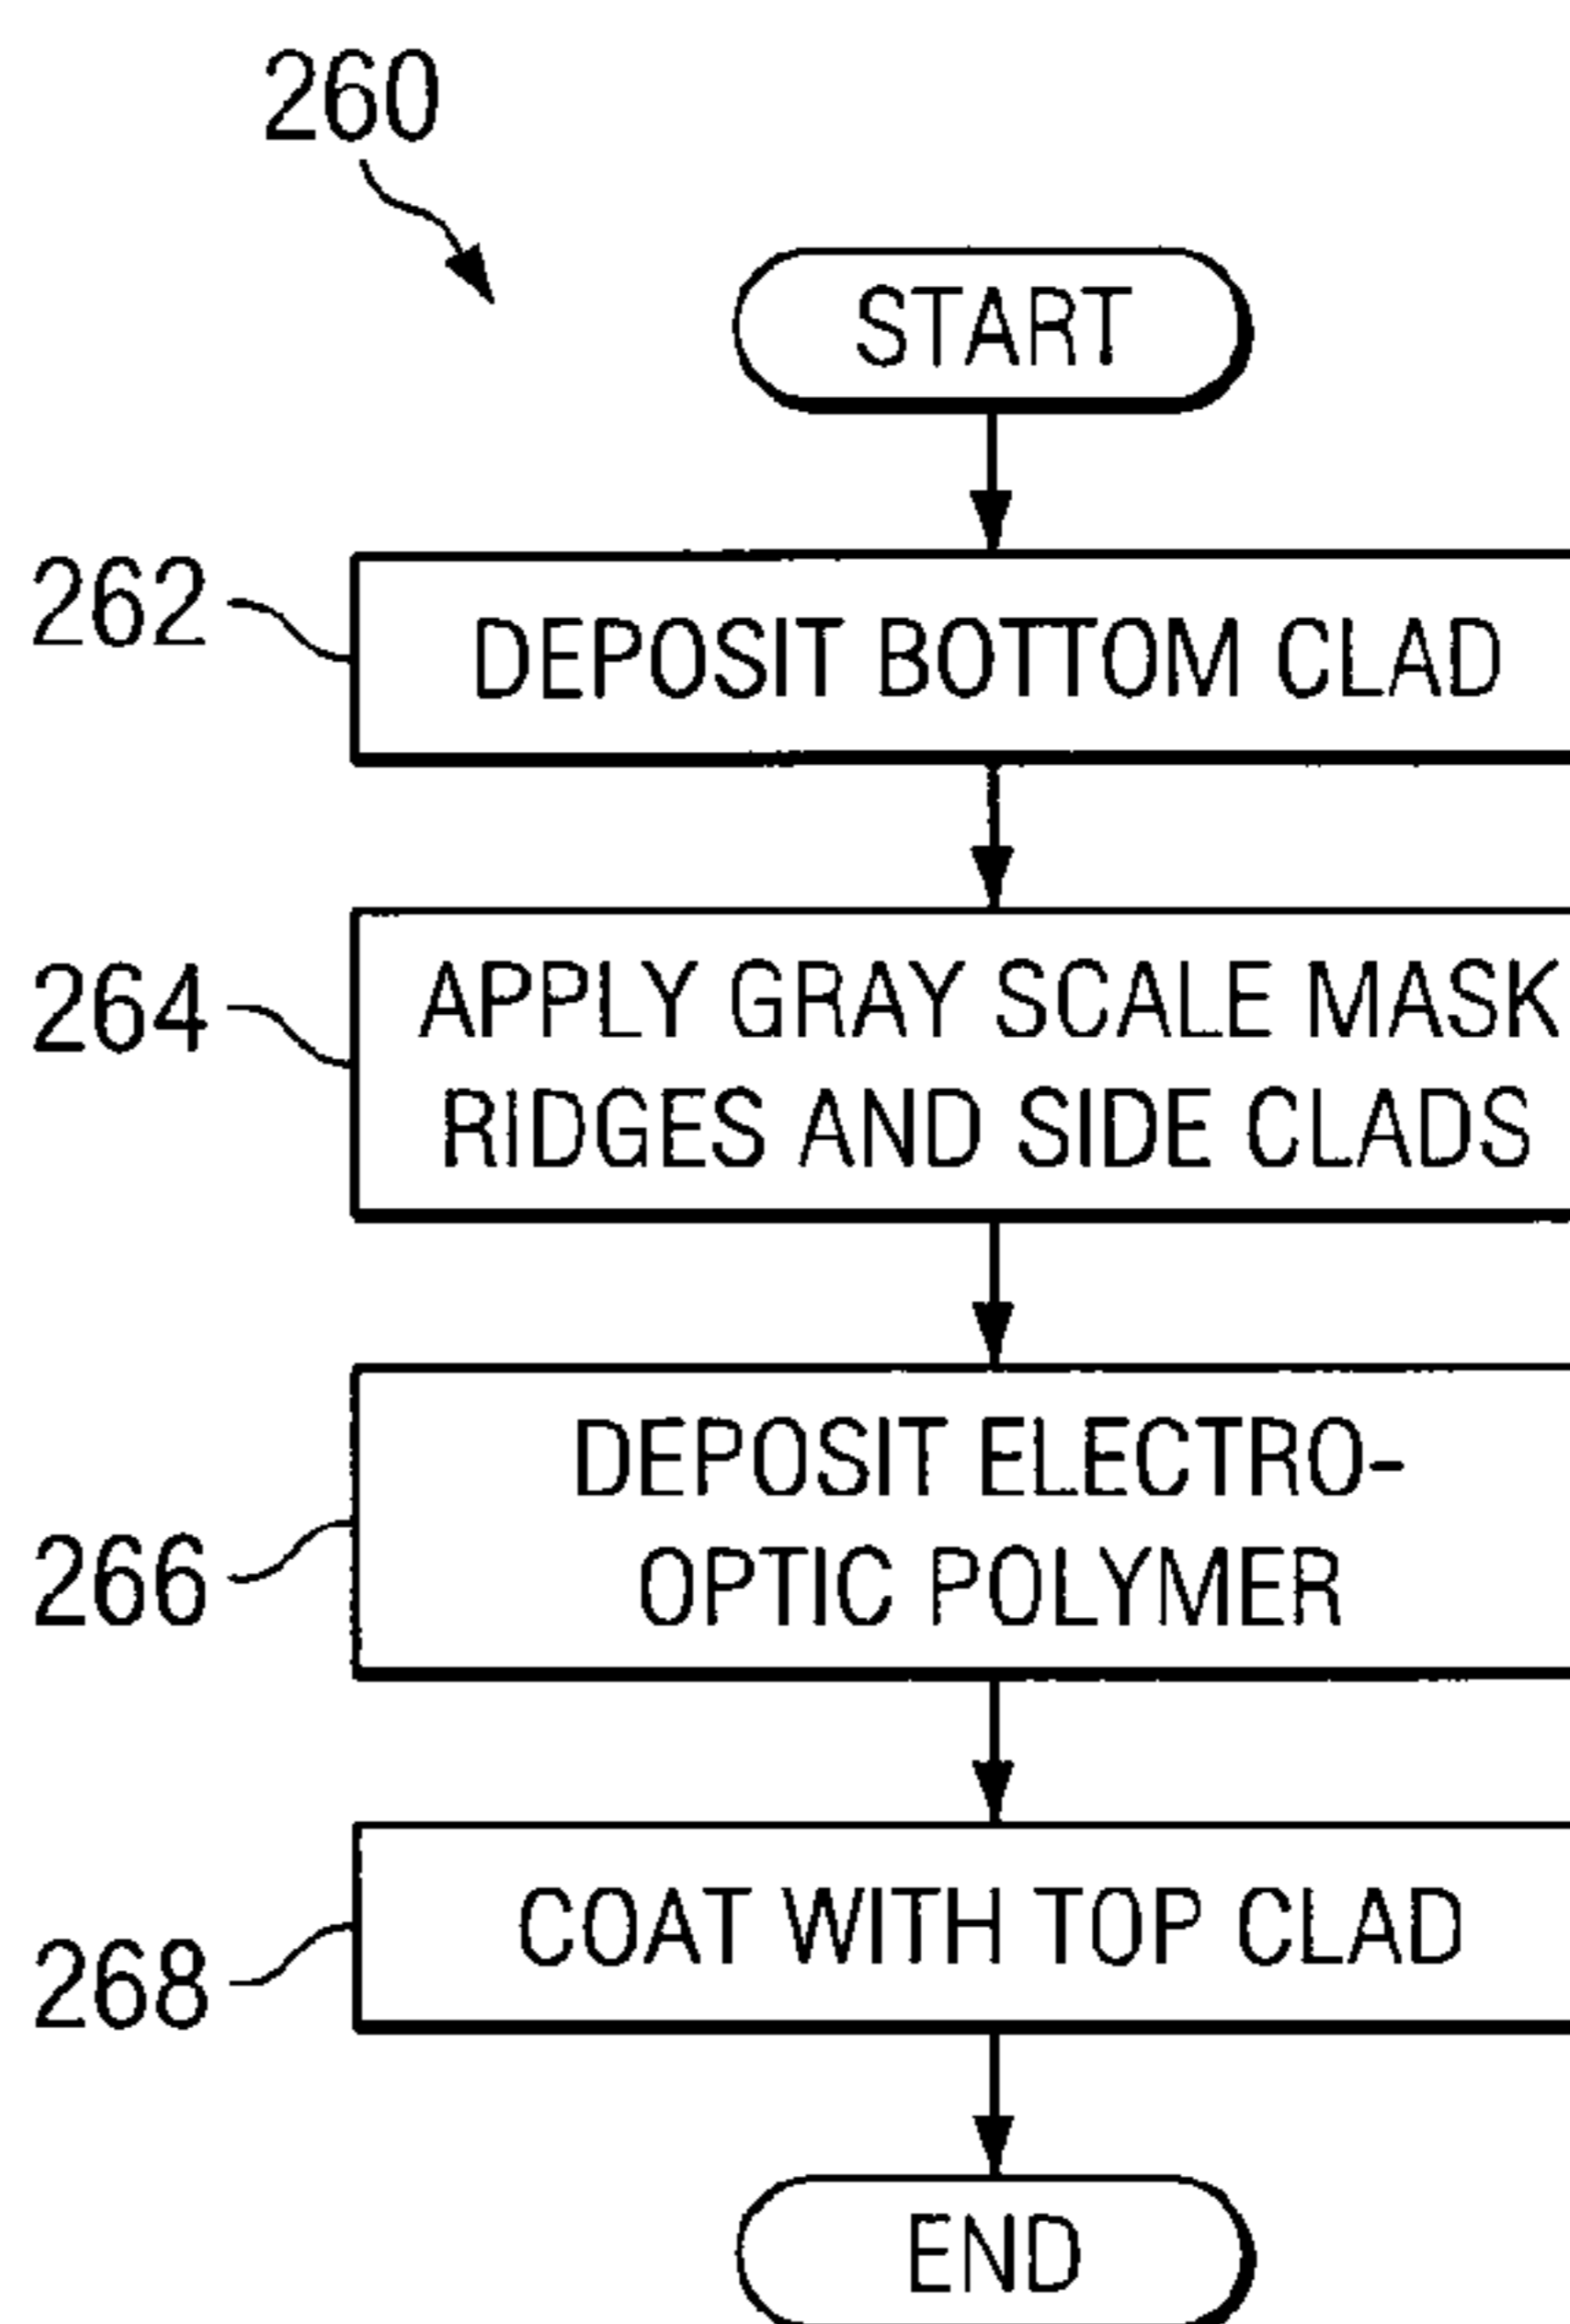 260
START
262
DEPOSIT BOTTOM CLAD
264
APPLY GRAY SCALE MASK
RIDGES AND SIDE CLADS
266
DEPOSIT ELECTRO-
OPTIC POLYMER
268
COAT WITH TOP CLAD
END